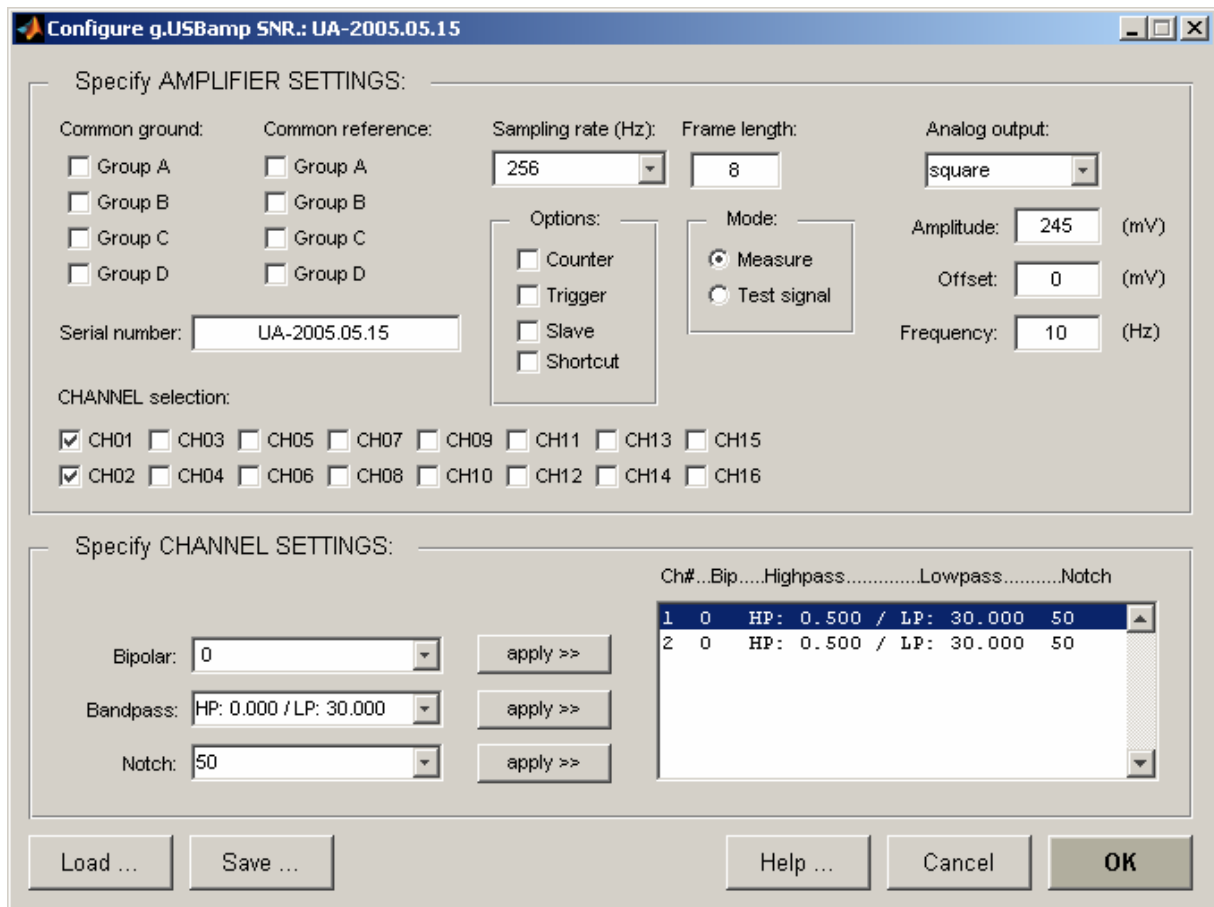 Configure g.USBamp SNR.: UA-2005.05.15
Specify AMPLIFIER SETTINGS:
Common ground:
Group A
Group B
Group C
Group D
Common reference:
Group A
Group B
Group C
Group D
Sampling rate (Hz):
256
Frame length:
8
Analog output:
square
Options:
Counter
Trigger
Slave
Shortcut
Mode:
Measure
Test signal
Amplitude: 245 (mV)
Offset: 0 (mV)
Frequency: 10 (Hz)
Serial number: UA-2005.05.15
CHANNEL selection:
CH01 CH03 CH05 CH07 CH09 CH11 CH13 CH15
CH02 CH04 CH06 CH08 CH10 CH12 CH14 CH16
Specify CHANNEL SETTINGS:
Bipolar: 0 apply >>
Bandpass: HP: 0.000 / LP: 30.000 apply >>
Notch: 50 apply >>
Ch#...Bip.....Highpass.............Lowpass..........Notch
1 0 HP: 0.500 / LP: 30.000 50
2 0 HP: 0.500 / LP: 30.000 50
Load ... Save ... Help ... Cancel OK